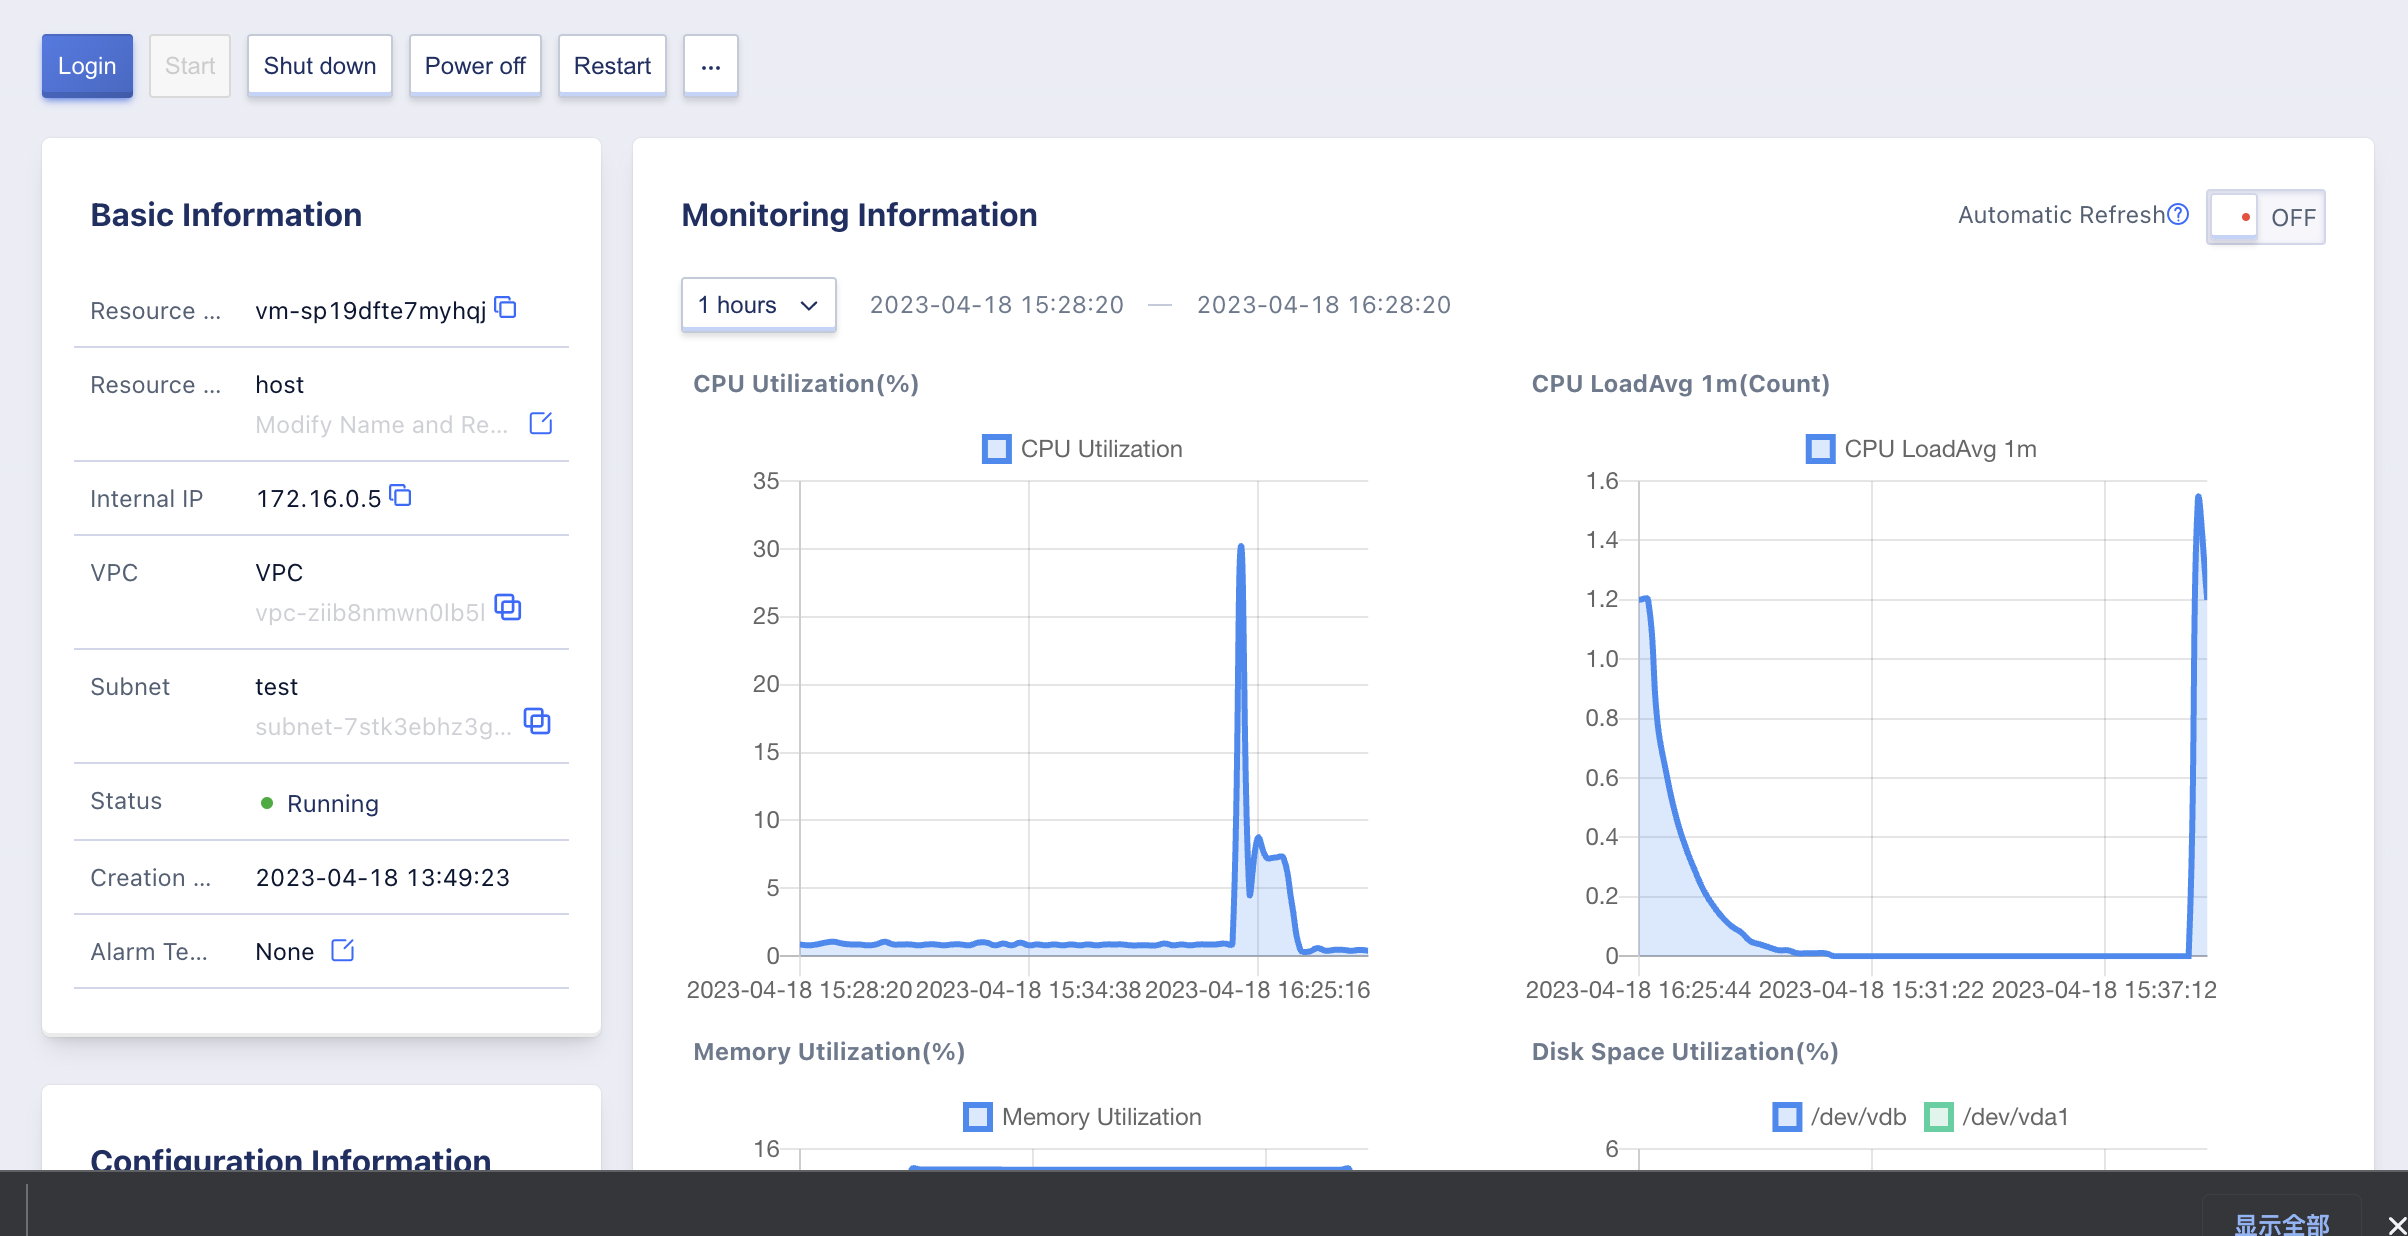 Login Start Shut down Power off Restart ...
Basic Information
Resource ... vm-sp19dfte7myhqj
Resource ... host
Modify Name and Re...
Internal IP 172.16.0.5
VPC VPC
vpc-ziib8nmwn0lb5l
Subnet test
subnet-7stk3ebhz3g...
Status Running
Creation ... 2023-04-18 13:49:23
Alarm Te... None
Configuration Information
Monitoring Information
Automatic Refresh ? OFF
1 hours 2023-04-18 15:28:20 — 2023-04-18 16:28:20
CPU Utilization(%)
CPU Utilization
35
30
25
20
15
10
5
0
2023-04-18 15:28:20 2023-04-18 15:34:38 2023-04-18 16:25:16
CPU LoadAvg 1m(Count)
CPU LoadAvg 1m
1.6
1.4
1.2
1.0
0.8
0.6
0.4
0.2
0
2023-04-18 16:25:44 2023-04-18 15:31:22 2023-04-18 15:37:12
Memory Utilization(%)
Memory Utilization
16
Disk Space Utilization(%)
/dev/vdb /dev/vda1
6
显示全部